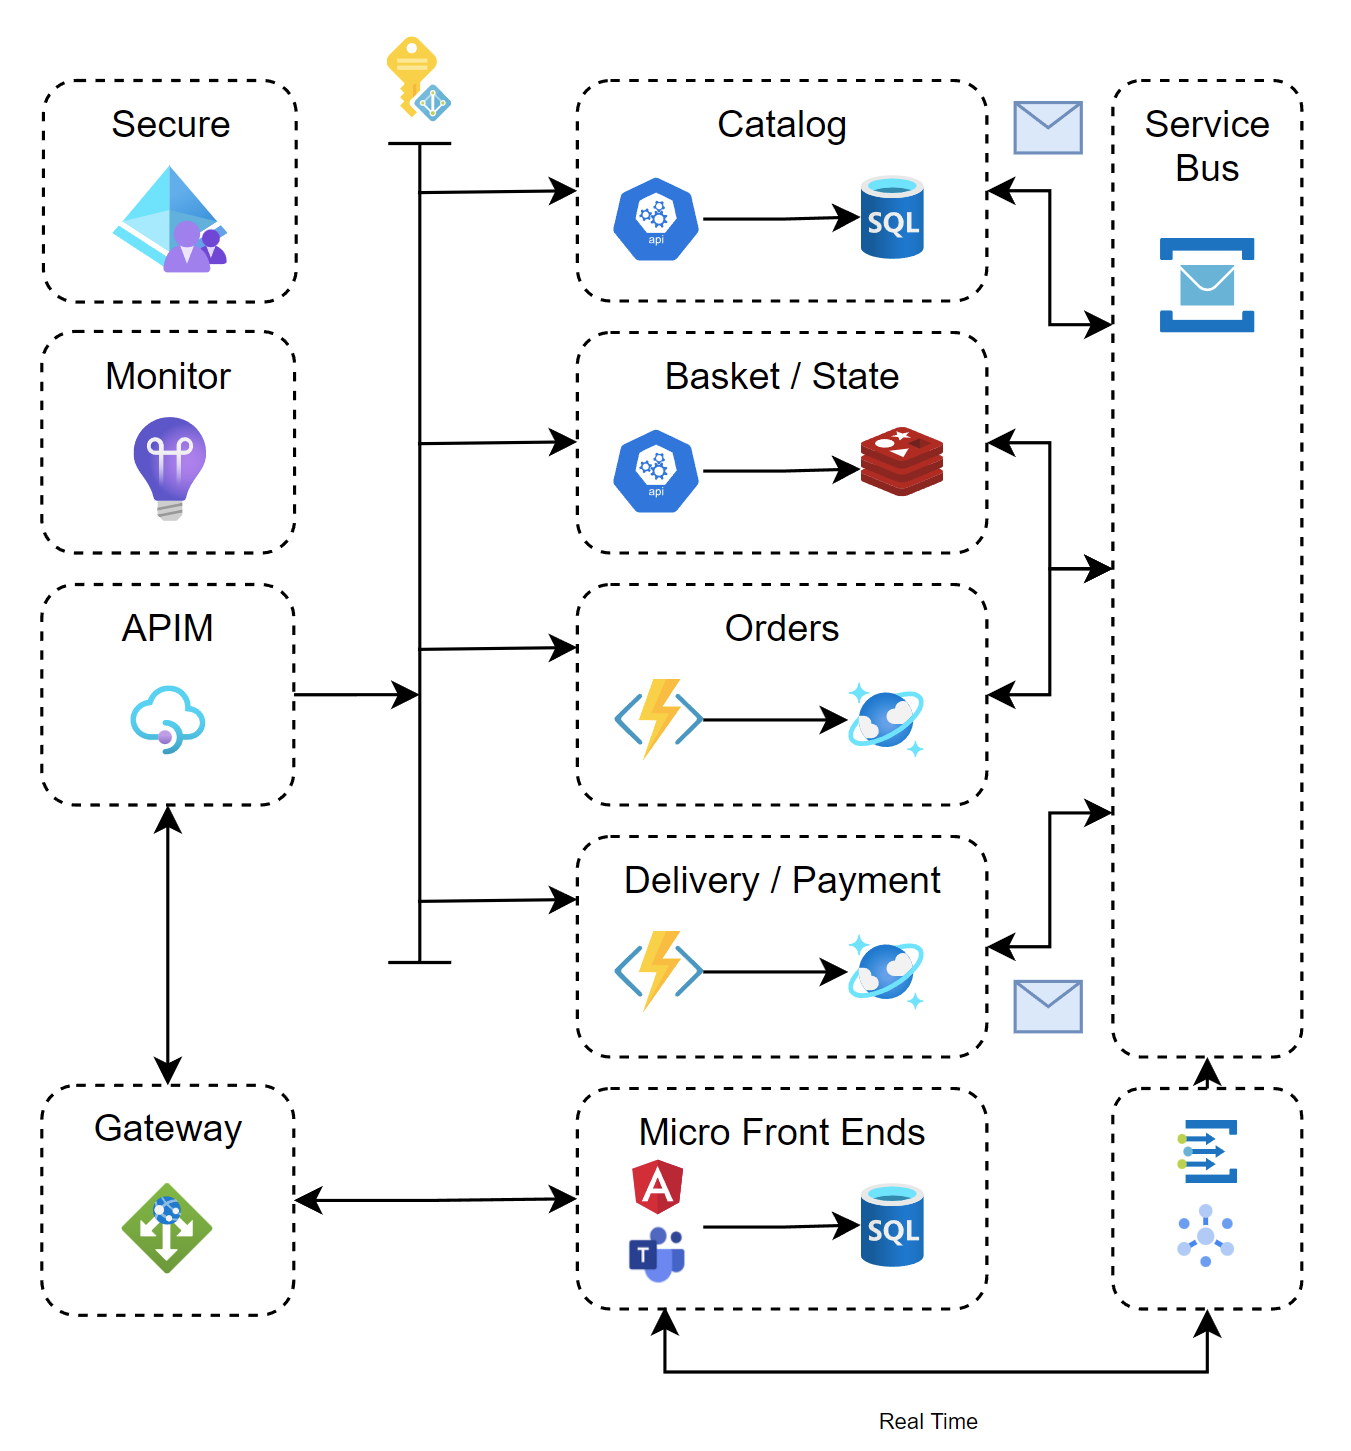 Secure
Catalog
api
SQL
Service
Bus
Monitor
Basket / State
api
APIM
Orders
Delivery / Payment
Gateway
Micro Front Ends
T
SQL
Real Time